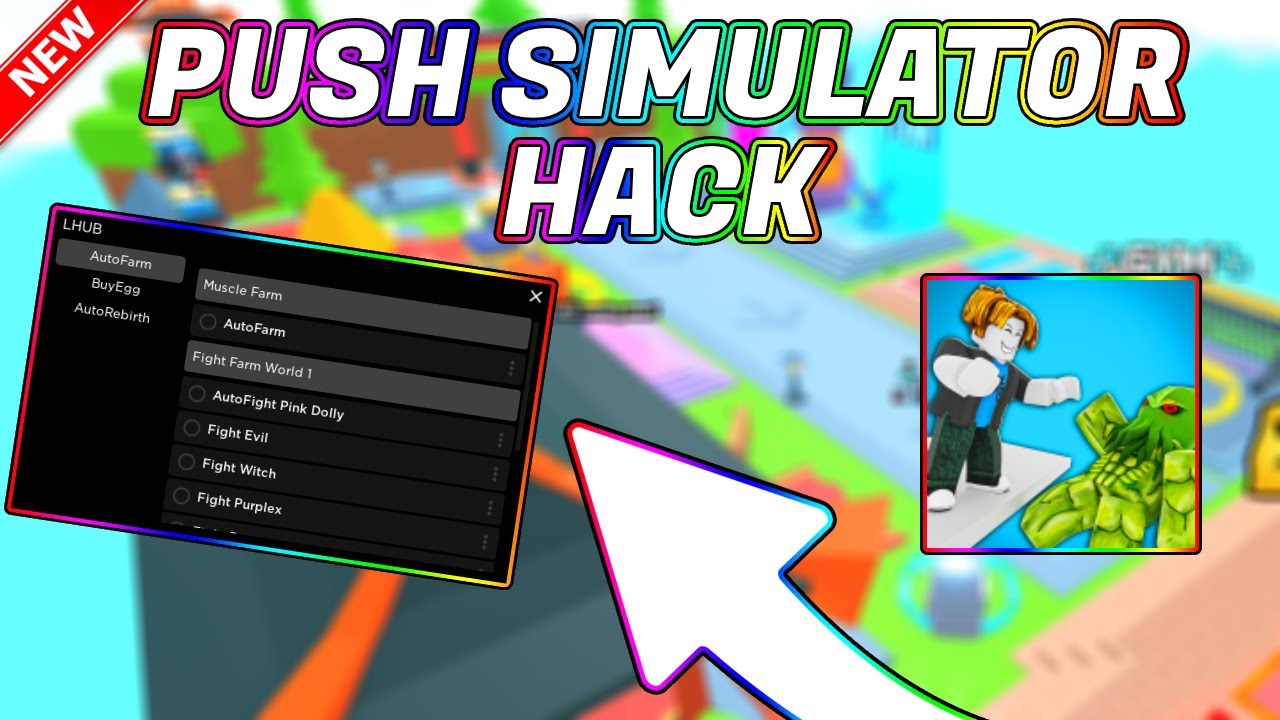 NEW
PUSH SIMULATOR
HACK
LHUB
AutoFarm
BuyEgg
AutoRebirth
Muscle Farm
AutoFarm
Fight Farm World 1
AutoFight Pink Dolly
Fight Evil
Fight Witch
Fight Purplex